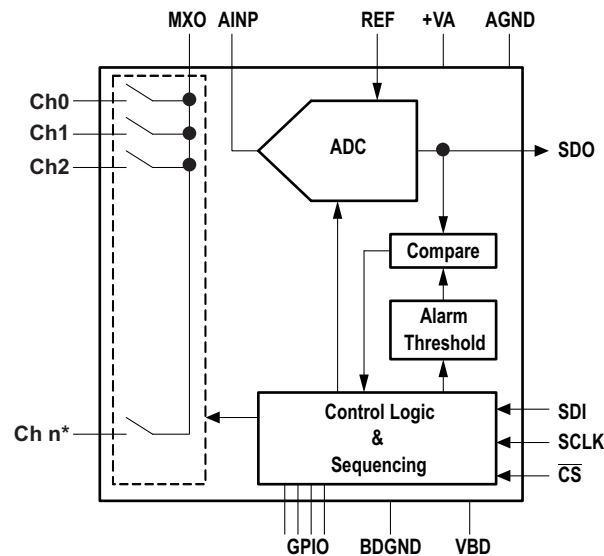 MXO AINP REF +VA AGND
Ch0
Ch1
Ch2
ADC
SDO
Compare
Alarm
Threshold
Control Logic
&
Sequencing
SDI
SCLK
CS
Ch n*
GPIO BDGND VBD